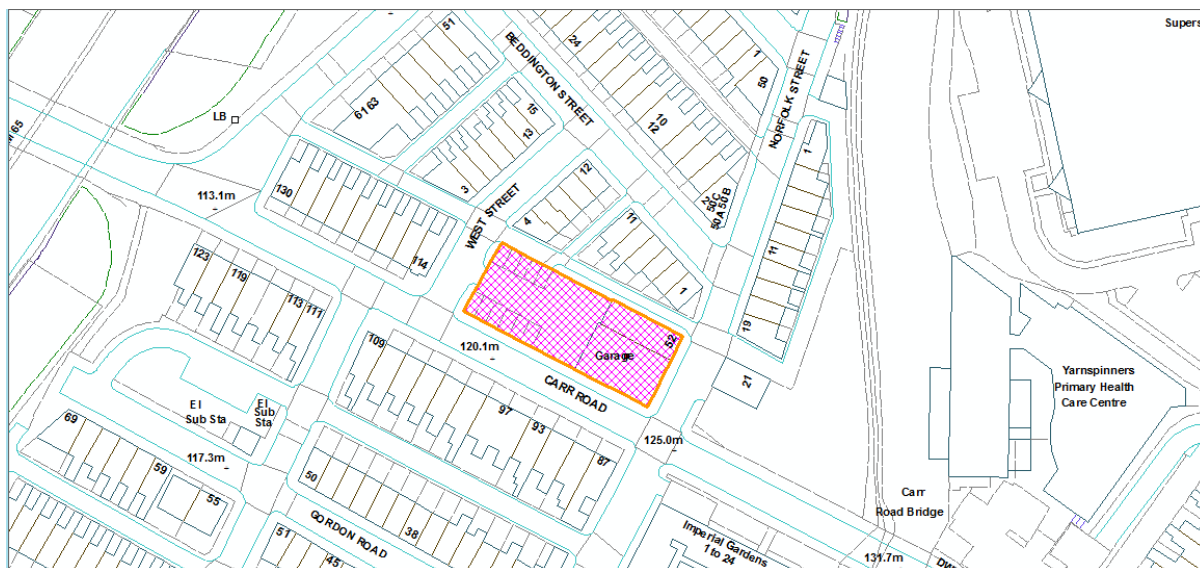 Supers
51
BEDDINGTON STREET
24
1
50
NORFOLK STREET
61 63
15
13
10
12
LB
M 65
1
3
12
130
113.1m
WEST STREET
4
2
50C
50A 50B
11
11
114
123
119
113 111
1
19
52
Garage
120.1m
109
CARR ROAD
21
Yarnspinners
Primary Health
Care Centre
El
Sub Sta
El
Sub
Sta
97
93
69
117.3m
59
55
50
87
125.0m
38
GORDON ROAD
51
45
Carr
Road Bridge
Imperial Gardens
1 to 24
131.7m